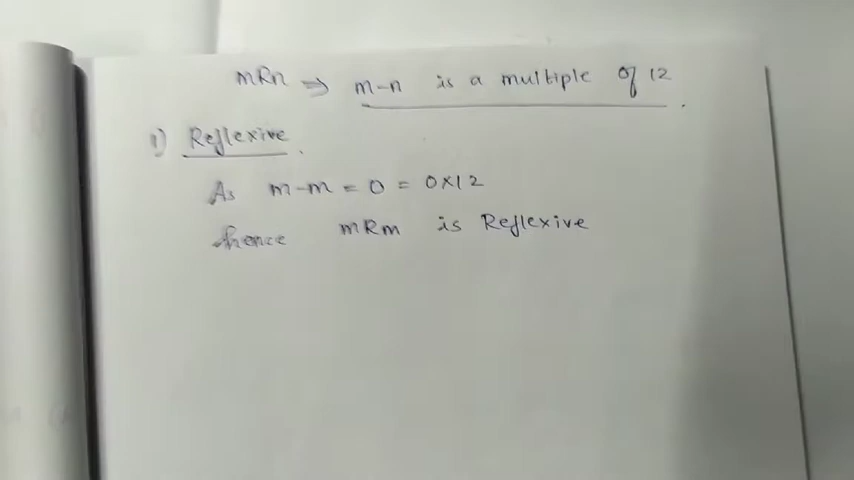 mRn ⇒ m-n is a multiple of 12.
1) Reflexive.
As m-m = 0 = 0×12
hence mRm is Reflexive